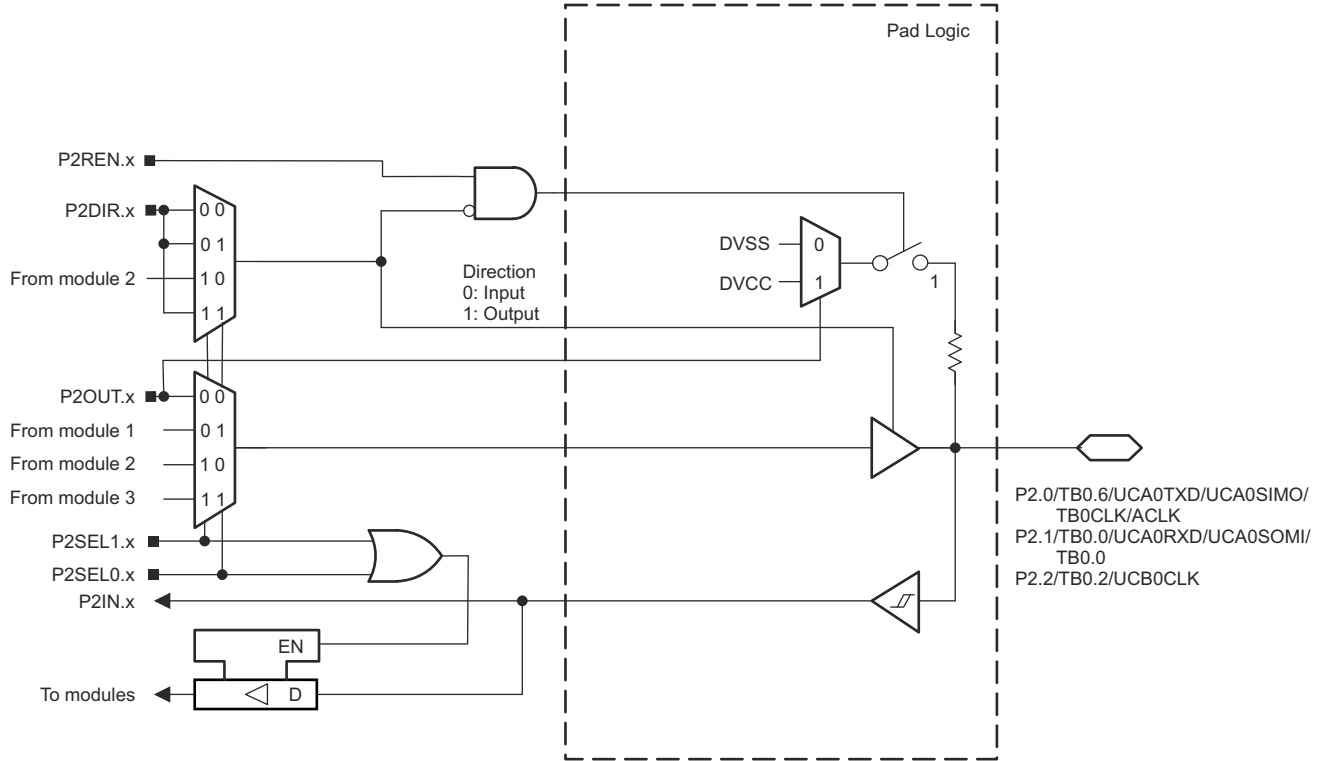 Pad Logic
P2REN.x
P2DIR.x
0 0
0 1
From module 2
1 0
1 1
Direction
0: Input
1: Output
DVSS
0
DVCC
1
1
P2OUT.x
0 0
From module 1
0 1
From module 2
1 0
From module 3
1 1
P2SEL1.x
P2SEL0.x
P2IN.x
EN
To modules
D
P2.0/TB0.6/UCA0TXD/UCA0SIMO/
TB0CLK/ACLK
P2.1/TB0.0/UCA0RXD/UCA0SOMI/
TB0.0
P2.2/TB0.2/UCB0CLK